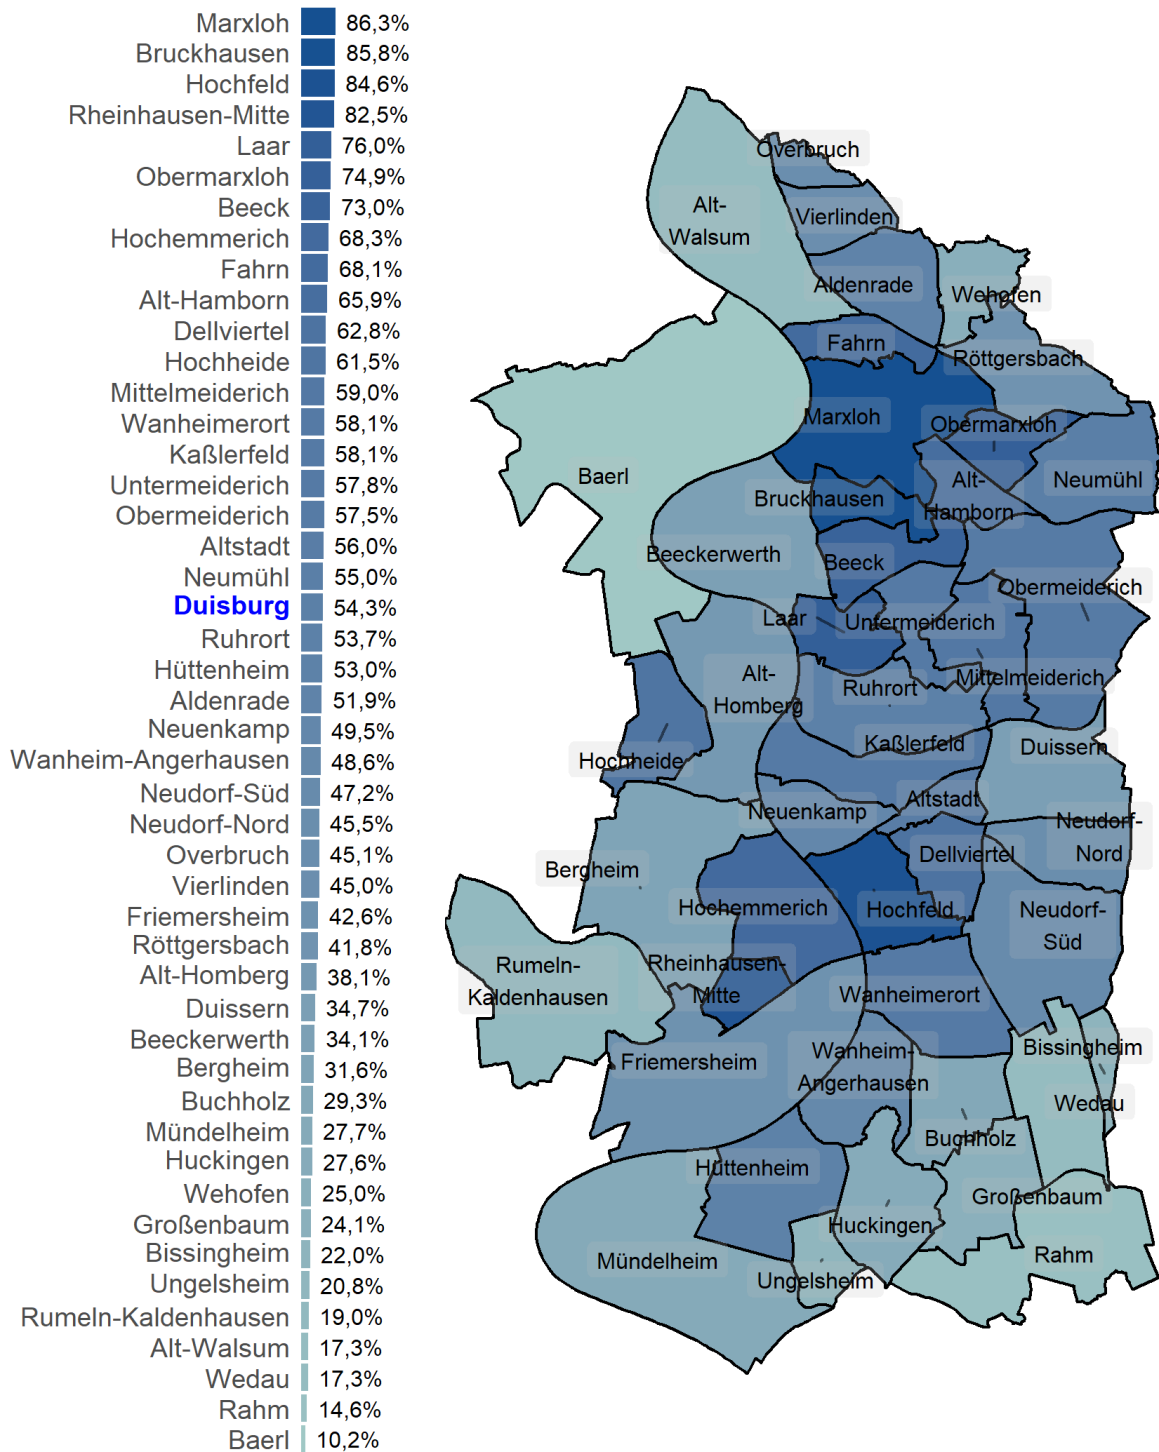 Marxloh 86,3%
Bruckhausen 85,8%
Hochfeld 84,6%
Rheinhausen-Mitte 82,5%
Laar 76,0%
Obermarxloh 74,9%
Beeck 73,0%
Hochemmerich 68,3%
Fahrn 68,1%
Alt-Hamborn 65,9%
Dellviertel 62,8%
Hochheide 61,5%
Mittelmeiderich 59,0%
Wanheimerort 58,1%
Kaßlerfeld 58,1%
Untermeiderich 57,8%
Obermeiderich 57,5%
Altstadt 56,0%
Neumühl 55,0%
Duisburg 54,3%
Ruhrort 53,7%
Hüttenheim 53,0%
Aldenrade 51,9%
Neuenkamp 49,5%
Wanheim-Angerhausen 48,6%
Neudorf-Süd 47,2%
Neudorf-Nord 45,5%
Overbruch 45,1%
Vierlinden 45,0%
Friemersheim 42,6%
Röttgersbach 41,8%
Alt-Homberg 38,1%
Duissern 34,7%
Beeckerwerth 34,1%
Bergheim 31,6%
Buchholz 29,3%
Mündelheim 27,7%
Huckingen 27,6%
Wehofen 25,0%
Großenbaum 24,1%
Bissingheim 22,0%
Ungelsheim 20,8%
Rumeln-Kaldenhausen 19,0%
Alt-Walsum 17,3%
Wedau 17,3%
Rahm 14,6%
Baerl 10,2%
Overbruch
Alt-
Walsum
Vierlinden
Aldenrade
Wehofen
Fahrn
Röttgersbach
Marxloh
Obermarxloh
Baerl
Bruckhausen
Alt-
Hamborn
Neumühl
Beeckerwerth
Beeck
Obermeiderich
Laar
Untermeiderich
Alt-
Homberg
Ruhrort
Mittelmeiderich
Hochheide
Kaßlerfeld
Duissern
Neuenkamp
Altstadt
Neudorf-
Nord
Bergheim
Dellviertel
Hochemmerich
Hochfeld
Neudorf-
Süd
Rumeln-
Kaldenhausen
Rheinhausen-
Mitte
Wanheimerort
Friemersheim
Wanheim-
Angerhausen
Bissingheim
Wedau
Buchholz
Hüttenheim
Großenbaum
Huckingen
Mündelheim
Ungelsheim
Rahm